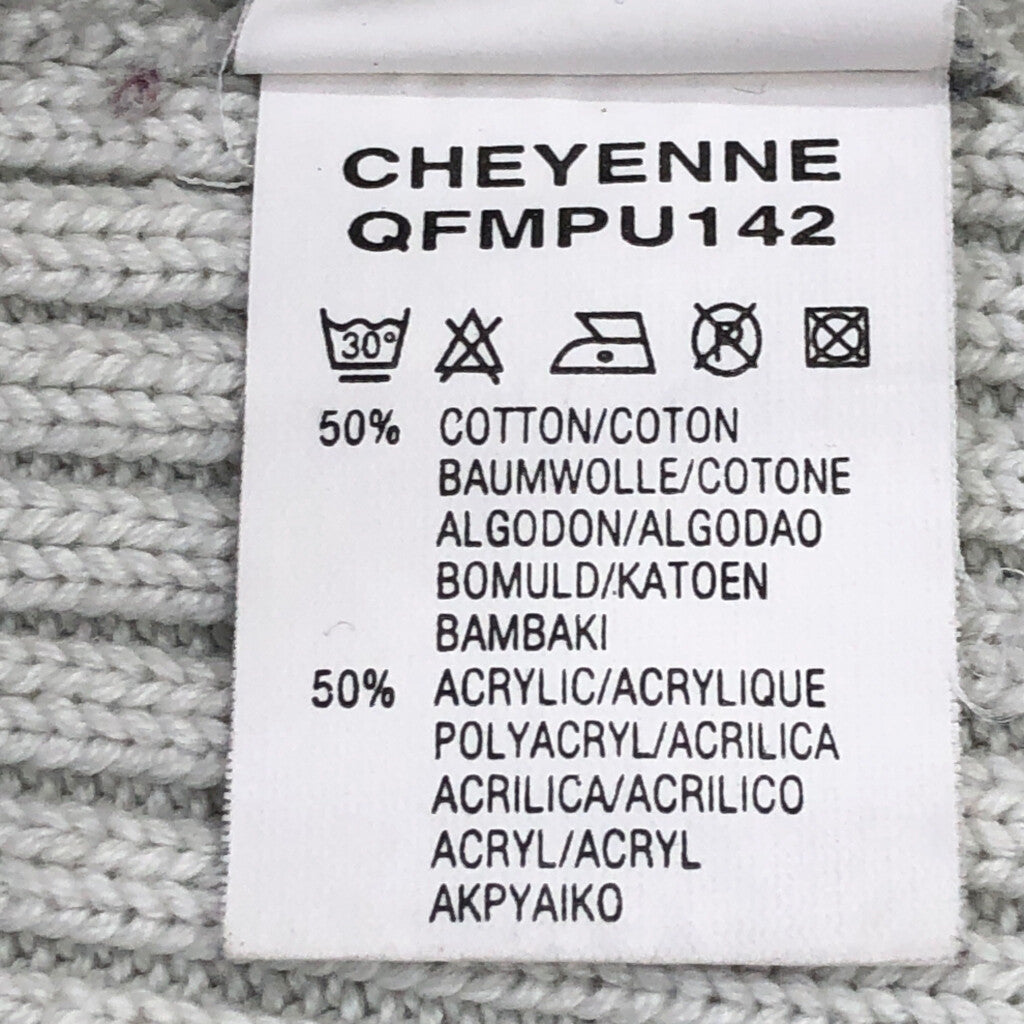 CHEYENNE
QFMPU142
30°
P
50% COTTON/COTON
BAUMWOLLE/COTONE
ALGODON/ALGODAO
BOMULD/KATOEN
BAMBAKI
50% ACRYLIC/ACRYLIQUE
POLYACRYL/ACRILICA
ACRILICA/ACRILICO
ACRYL/ACRYL
AKPYAIKO